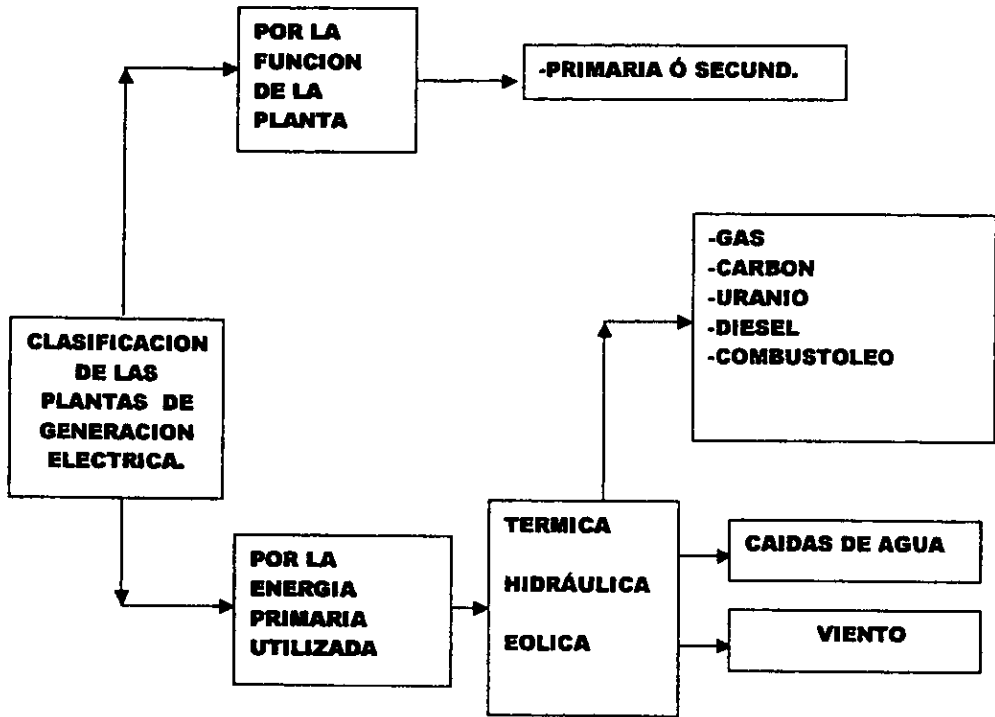 POR LA
FUNCION
DE LA
PLANTA
-PRIMARIA Ó SECUND.
-GAS
-CARBON
-URANIO
-DIESEL
-COMBUSTOLEO
CLASIFICACION
DE LAS
PLANTAS DE
GENERACION
ELECTRICA.
POR LA
ENERGIA
PRIMARIA
UTILIZADA
TERMICA
HIDRÁULICA
EOLICA
CAIDAS DE AGUA
VIENTO